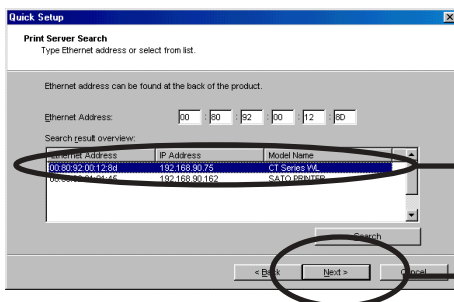 Quick Setup
Print Server Search
Type Ethernet address or select from list.
Ethernet address can be found at the back of the product.
Ethernet Address: 00 : 80 : 92 : 00 : 12 : 8D
Search result overview:
Ethernet Address IP Address Model Name
00:80:92:00:12:8d 192.168.90.75 CT Series WL
192.168.90.162 SATO PRINTER
Search
< Back Next > Cancel